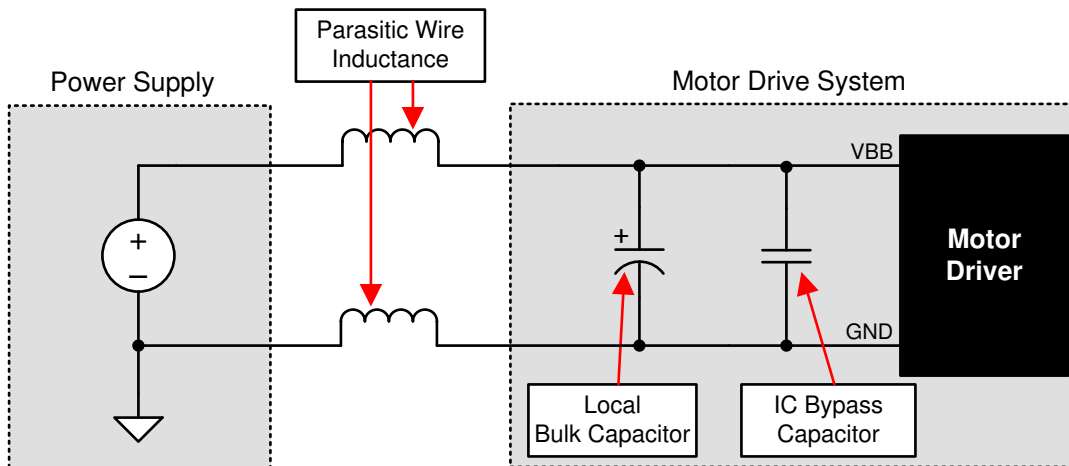 Parasitic Wire
Inductance
Power Supply
Motor Drive System
VBB
+
–
+
Motor
Driver
GND
Local
Bulk Capacitor
IC Bypass
Capacitor